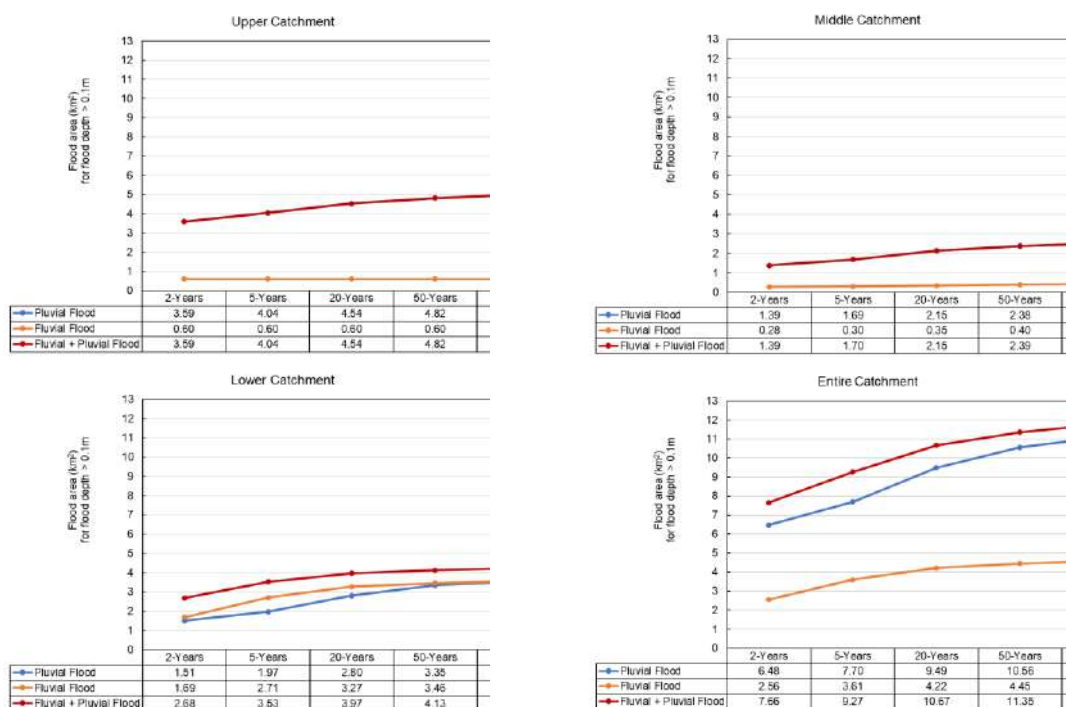 Upper Catchment
Flood area (km²)
for flood depth > 0.1m
13
12
11
10
9
8
7
6
5
4
3
2
1
0
2-Years 5-Years 20-Years 50-Years
Pluvial Flood 3.59 4.04 4.54 4.82
Fluvial Flood 0.60 0.60 0.60 0.60
Fluvial + Pluvial Flood 3.59 4.04 4.54 4.82
Middle Catchment
Flood area (km²)
for flood depth > 0.1m
13
12
11
10
9
8
7
6
5
4
3
2
1
0
2-Years 5-Years 20-Years 50-Years
Pluvial Flood 1.39 1.69 2.15 2.38
Fluvial Flood 0.28 0.30 0.35 0.40
Fluvial + Pluvial Flood 1.39 1.70 2.15 2.39
Lower Catchment
Flood area (km²)
for flood depth > 0.1m
13
12
11
10
9
8
7
6
5
4
3
2
1
0
2-Years 5-Years 20-Years 50-Years
Pluvial Flood 1.51 1.97 2.80 3.35
Fluvial Flood 1.69 2.71 3.27 3.46
Fluvial + Pluvial Flood 2.68 3.53 3.97 4.13
Entire Catchment
Flood area (km²)
for flood depth > 0.1m
13
12
11
10
9
8
7
6
5
4
3
2
1
0
2-Years 5-Years 20-Years 50-Years
Pluvial Flood 6.48 7.70 9.49 10.56
Fluvial Flood 2.56 3.61 4.22 4.45
Fluvial + Pluvial Flood 7.66 9.27 10.67 11.35